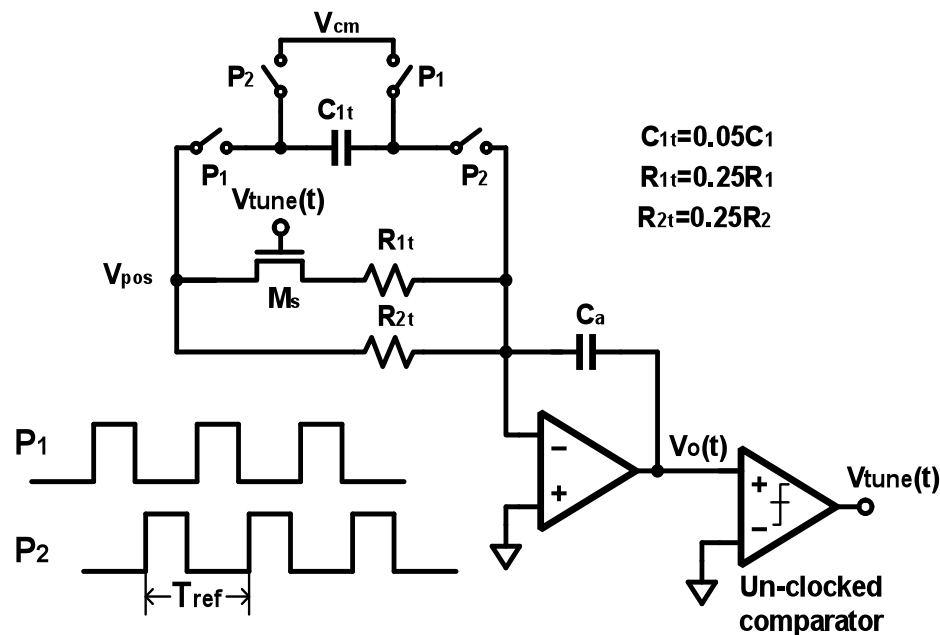 Vcm
P2
P1
C1t
P1
P2
C1t=0.05C1
R1t=0.25R1
R2t=0.25R2
Vtune(t)
R1t
Vpos
Ms
R2t
Ca
P1
Vo(t)
Vtune(t)
P2
Tref
Un-clocked
comparator